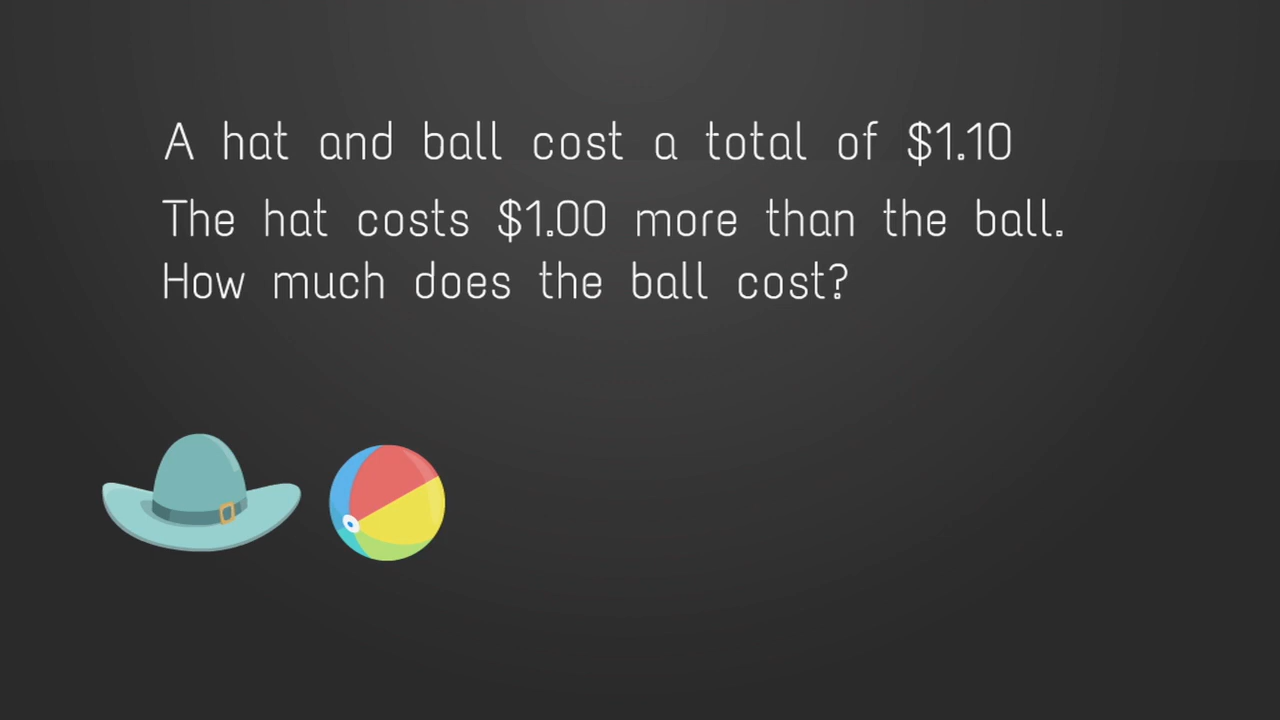 A hat and ball cost a total of $1.10
The hat costs $1.00 more than the ball.
How much does the ball cost?